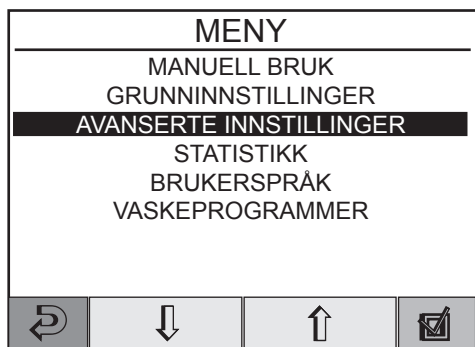 MENY
MANUELL BRUK
GRUNNINNSTILLINGER
AVANSERTE INNSTILLINGER
STATISTIKK
BRUKERSPRÅK
VASKEPROGRAMMER